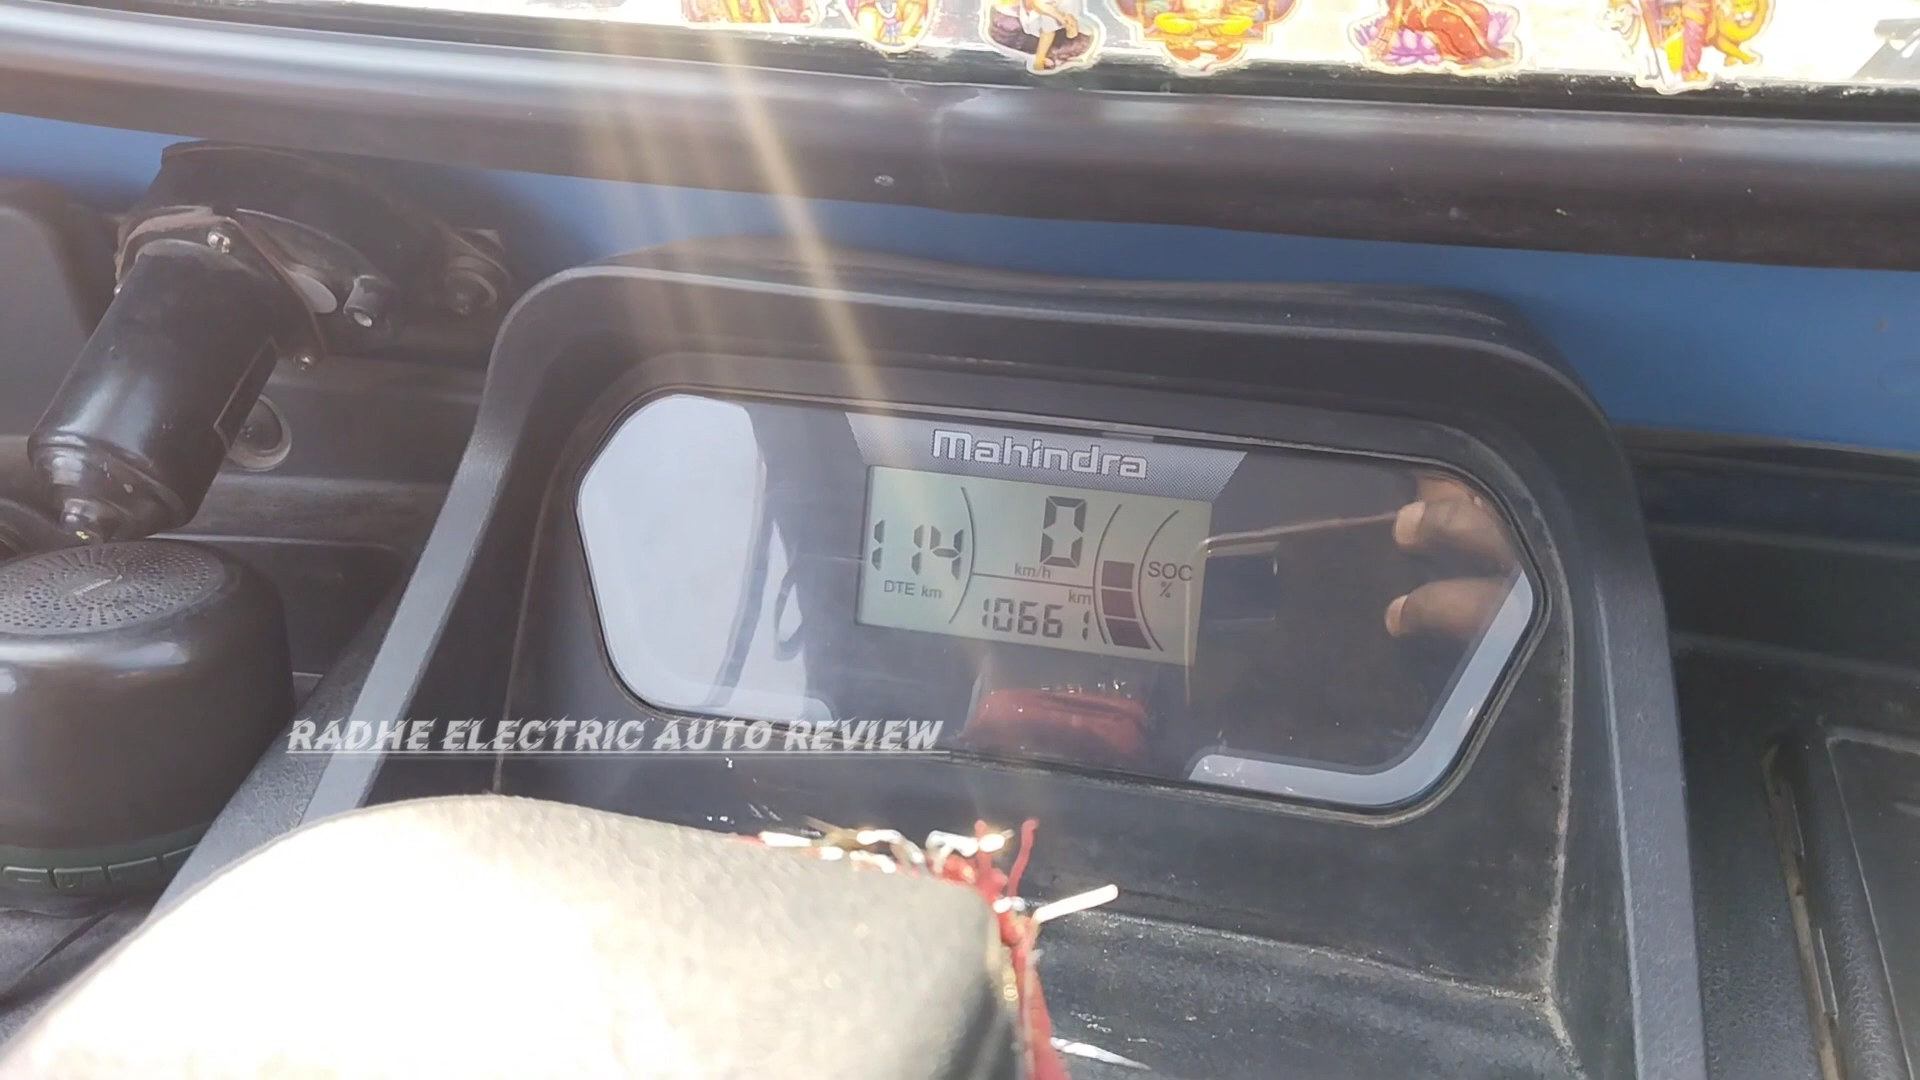 mahindra
114
DTE km
0
km/h
km
10661
SOC
%
RADHE ELECTRIC AUTO REVIEW